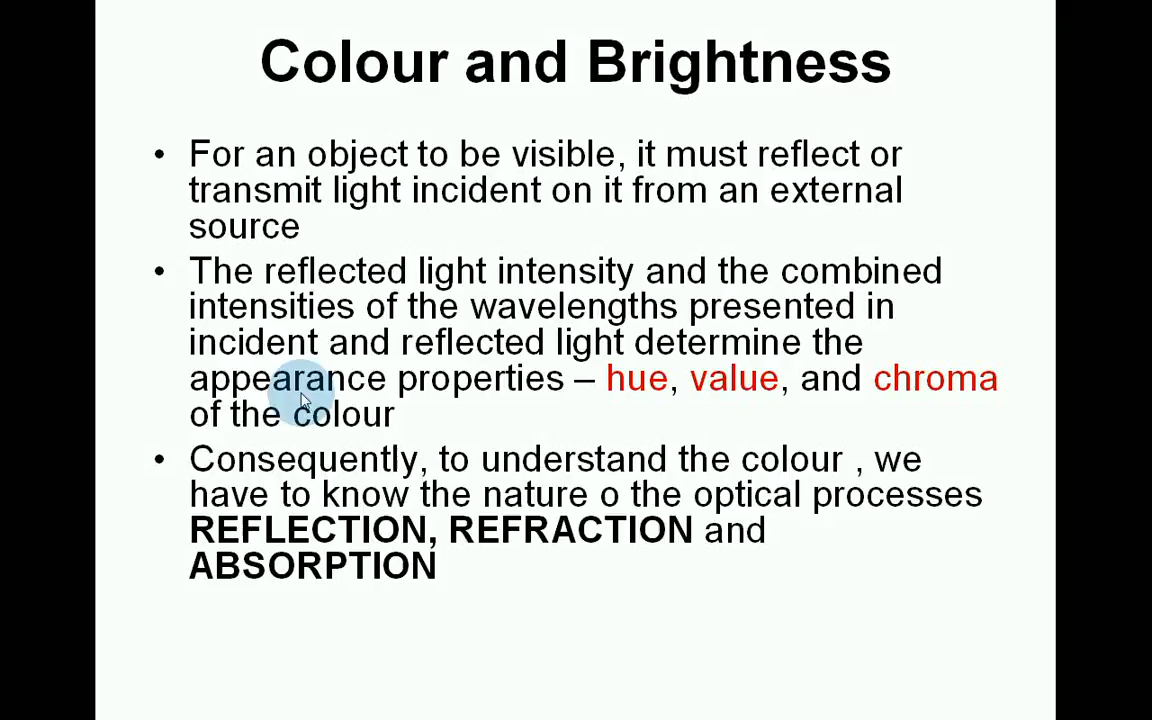 Colour and Brightness
• For an object to be visible, it must reflect or
transmit light incident on it from an external
source
• The reflected light intensity and the combined
intensities of the wavelengths presented in
incident and reflected light determine the
appearance properties – hue, value, and chroma
of the colour
• Consequently, to understand the colour , we
have to know the nature o the optical processes
REFLECTION, REFRACTION and
ABSORPTION